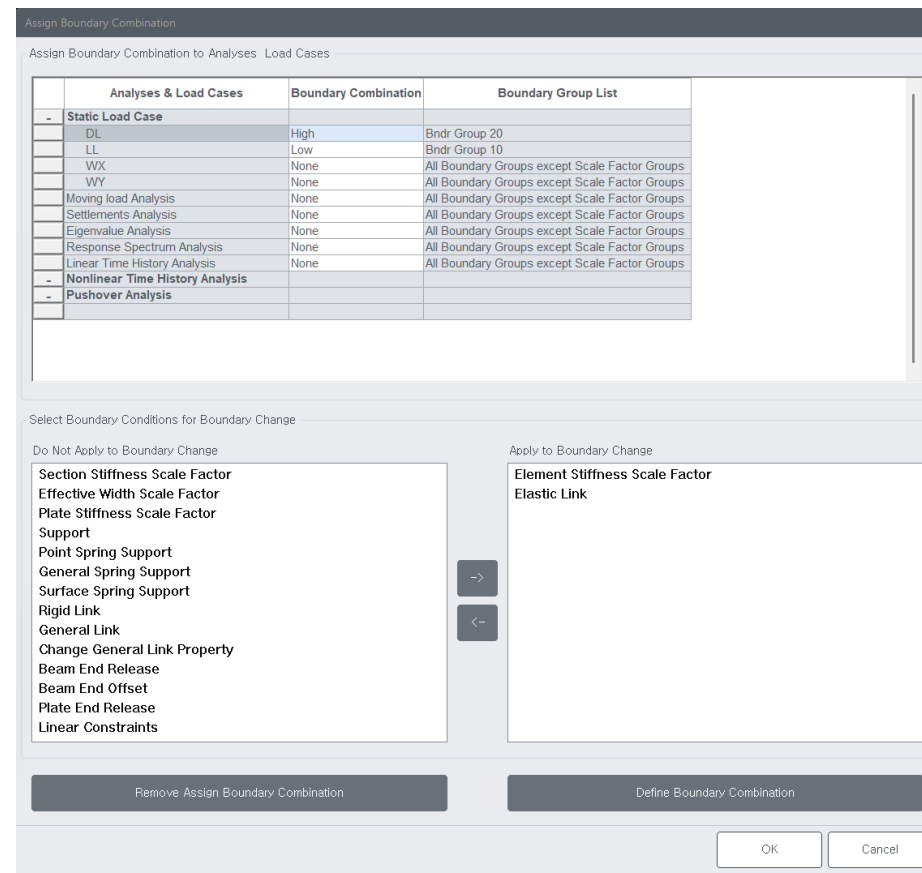 Assign Boundary Combination
Assign Boundary Combination to Analyses Load Cases
Analyses & Load Cases Boundary Combination Boundary Group List
- Static Load Case
DL High Bndr Group 20
LL Low Bndr Group 10
WX None All Boundary Groups except Scale Factor Groups
WY None All Boundary Groups except Scale Factor Groups
Moving load Analysis None All Boundary Groups except Scale Factor Groups
Settlements Analysis None All Boundary Groups except Scale Factor Groups
Eigenvalue Analysis None All Boundary Groups except Scale Factor Groups
Response Spectrum Analysis None All Boundary Groups except Scale Factor Groups
Linear Time History Analysis None All Boundary Groups except Scale Factor Groups
- Nonlinear Time History Analysis
- Pushover Analysis
Select Boundary Conditions for Boundary Change
Do Not Apply to Boundary Change
Section Stiffness Scale Factor
Effective Width Scale Factor
Plate Stiffness Scale Factor
Support
Point Spring Support
General Spring Support
Surface Spring Support
Rigid Link
General Link
Change General Link Property
Beam End Release
Beam End Offset
Plate End Release
Linear Constraints
->
<-
Apply to Boundary Change
Element Stiffness Scale Factor
Elastic Link
Remove Assign Boundary Combination
Define Boundary Combination
OK Cancel